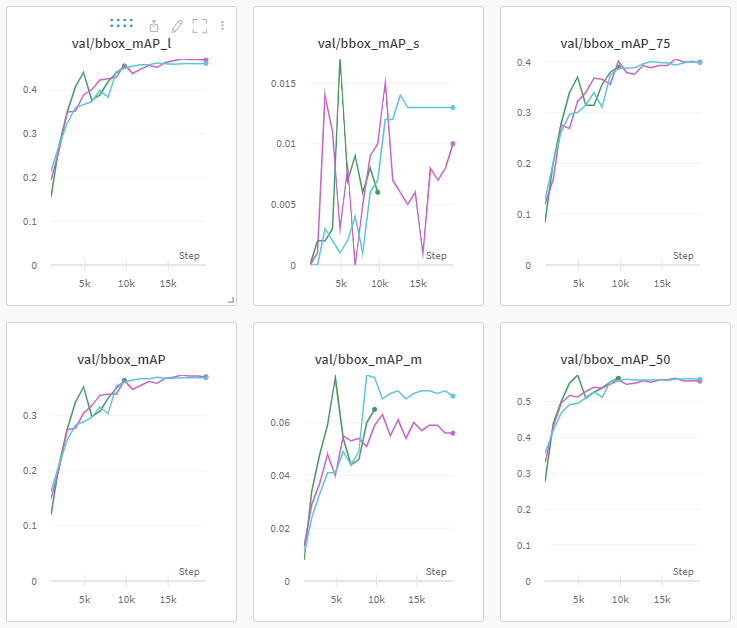 val/bbox_mAP_l
0.4
0.3
0.2
0.1
0
Step
5k 10k 15k
val/bbox_mAP_s
0.015
0.01
0.005
0
Step
5k 10k 15k
val/bbox_mAP_75
0.4
0.3
0.2
0.1
0
Step
5k 10k 15k
val/bbox_mAP
0.3
0.2
0.1
0
Step
5k 10k 15k
val/bbox_mAP_m
0.06
0.04
0.02
0
Step
5k 10k 15k
val/bbox_mAP_50
0.5
0.4
0.3
0.2
0.1
0
Step
5k 10k 15k